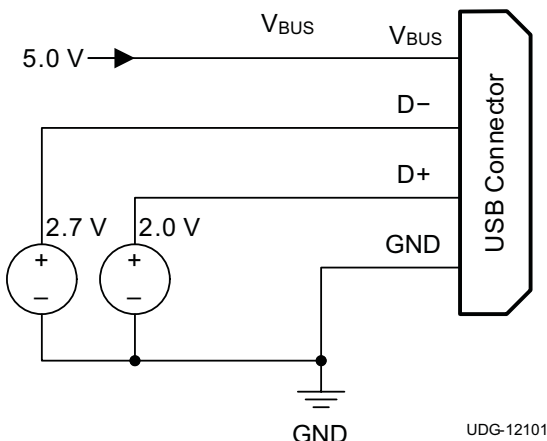 VBUS
VBUS
5.0 V
D−
D+
2.7 V
2.0 V
+
+
−
−
GND
USB Connector
GND
UDG-12101